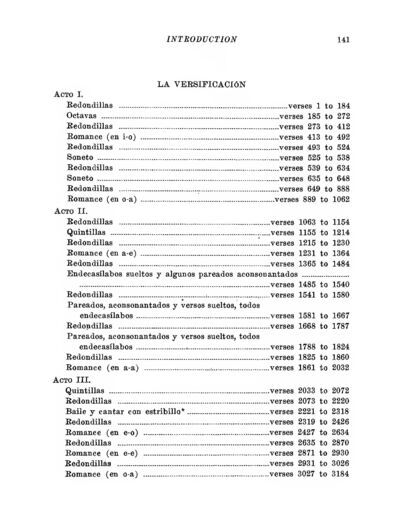 INTRODUCTION 141
LA VERSIFICACIÓN
ACTO I.
Redondillas ........ verses 1 to 184
Octavas ........ verses 185 to 272
Redondillas ........ verses 273 to 412
Romance (en i-o) ........ verses 413 to 492
Redondillas ........ verses 493 to 524
Soneto ........ verses 525 to 538
Redondillas ........ verses 539 to 634
Soneto ........ verses 635 to 648
Redondillas ........ verses 649 to 888
Romance (en o-a) ........ verses 889 to 1062
ACTO II.
Redondillas ........ verses 1063 to 1154
Quintillas ........ verses 1155 to 1214
Redondillas ........ verses 1215 to 1230
Romance (en a-e) ........ verses 1231 to 1364
Redondillas ........ verses 1365 to 1484
Endecasílabos sueltos y algunos pareados aconsonantados ........
........ verses 1485 to 1540
Redondillas ........ verses 1541 to 1580
Pareados, aconsonantados y versos sueltos, todos
endecasílabos ........ verses 1581 to 1667
Redondillas ........ verses 1668 to 1787
Pareados, aconsonantados y versos sueltos, todos
endecasílabos ........ verses 1788 to 1824
Redondillas ........ verses 1825 to 1860
Romance (en a-a) ........ verses 1861 to 2032
ACTO III.
Quintillas ........ verses 2033 to 2072
Redondillas ........ verses 2073 to 2220
Baile y cantar con estribillo* ........ verses 2221 to 2318
Redondillas ........ verses 2319 to 2426
Romance (en e-o) ........ verses 2427 to 2634
Redondillas ........ verses 2635 to 2870
Romance (en e-e) ........ verses 2871 to 2930
Redondillas ........ verses 2931 to 3026
Romance (en o-a) ........ verses 3027 to 3184